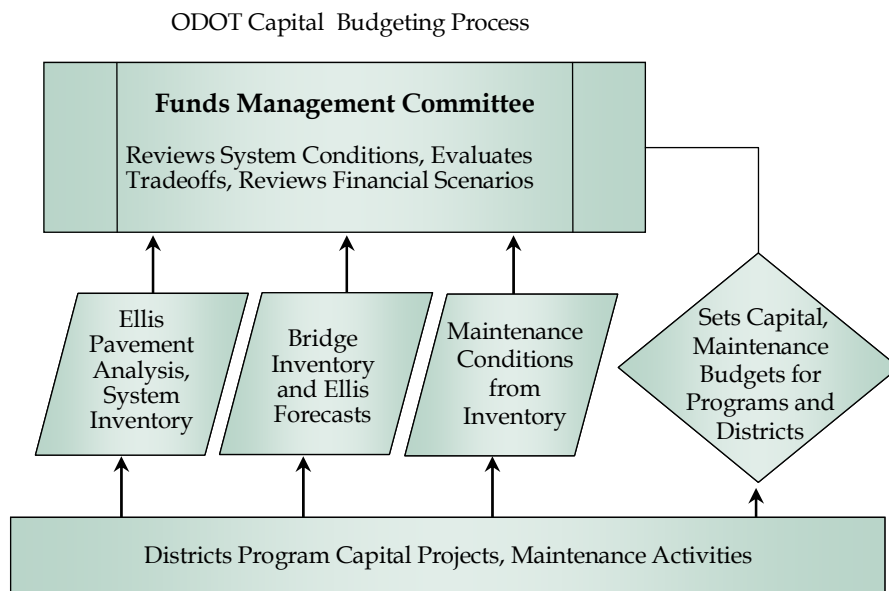 ODOT Capital Budgeting Process
Funds Management Committee
Reviews System Conditions, Evaluates
Tradeoffs, Reviews Financial Scenarios
Ellis
Pavement
Analysis,
System
Inventory
Bridge
Inventory
and Ellis
Forecasts
Maintenance
Conditions
from
Inventory
Sets Capital,
Maintenance
Budgets for
Programs and
Districts
Districts Program Capital Projects, Maintenance Activities